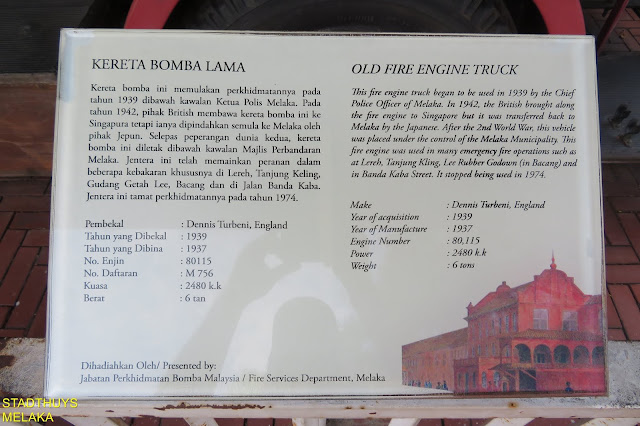 KERETA BOMBA LAMA
Kereta bomba ini memulakan perkhidmatannya pada
tahun 1939 dibawah kawalan Ketua Polis Melaka. Pada
tahun 1942, pihak British membawa kereta bomba ini ke
Singapura tetapi ianya dipindahkan semula ke Melaka oleh
pihak Jepun. Selepas peperangan dunia kedua, kereta
bomba ini diletak dibawah kawalan Majlis Perbandaran
Melaka. Jentera ini telah memainkan peranan dalam
beberapa kebakaran khususnya di Lereh, Tanjung Keling,
Gudang Getah Lee, Bacang dan di Jalan Banda Kaba.
Jentera ini tamat perkhidmatannya pada tahun 1974.
Pembekal : Dennis Turbeni, England
Tahun yang Dibekal : 1939
Tahun yang Dibina : 1937
No. Enjin : 80115
No. Daftaran : M 756
Kuasa : 2480 k.k
Berat : 6 tan
Dihadiahkan Oleh/ Presented by:
Jabatan Perkhidmatan Bomba Malaysia / Fire Services Department, Melaka
OLD FIRE ENGINE TRUCK
This fire engine truck began to be used in 1939 by the Chief
Police Officer of Melaka. In 1942, the British brought along
the fire engine to Singapore but it was transferred back to
Melaka by the Japanese. After the 2nd World War, this vehicle
was placed under the control of the Melaka Municipality. This
fire engine was used in many emergency fire operations such as
at Lereh, Tanjung Kling, Lee Rubber Godown (in Bacang) and
in Banda Kaba Street. It stopped being used in 1974.
Make : Dennis Turbeni, England
Year of acquisition : 1939
Year of Manufacture : 1937
Engine Number : 80,115
Power : 2480 k.k
Weight : 6 tons
STADTHUYS
MELAKA